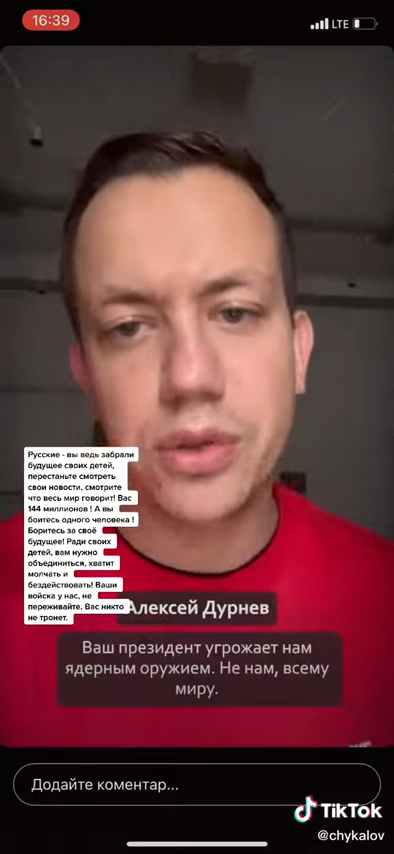 16:39
LTE
Русские - вы ведь забрали
будущее своих детей,
перестаньте смотреть
свои новости, смотрите
что весь мир говорит! Вас
144 миллионов ! А вы
боитесь одного человека !
Боритесь за своё
будущее! Ради своих
детей, вам нужно
объединиться, хватит
молчать и
бездействовать! Ваши
войска у нас, не
переживайте. Вас никто
не тронет.
Алексей Дурнев
Ваш президент угрожает нам
ядерным оружием. Не нам, всему
миру.
Додайте коментар...
TikTok
@chykalov